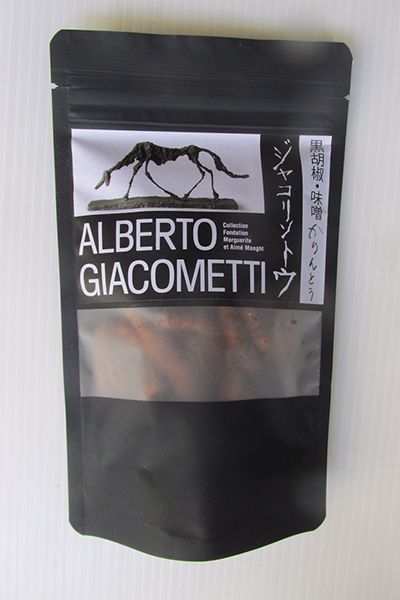 ALBERTO
GIACOMETTI
Collection
Fondation
Marguerite
et Aimé Maeght
ジャコリントウ
黒胡椒・味噌 かりんとう